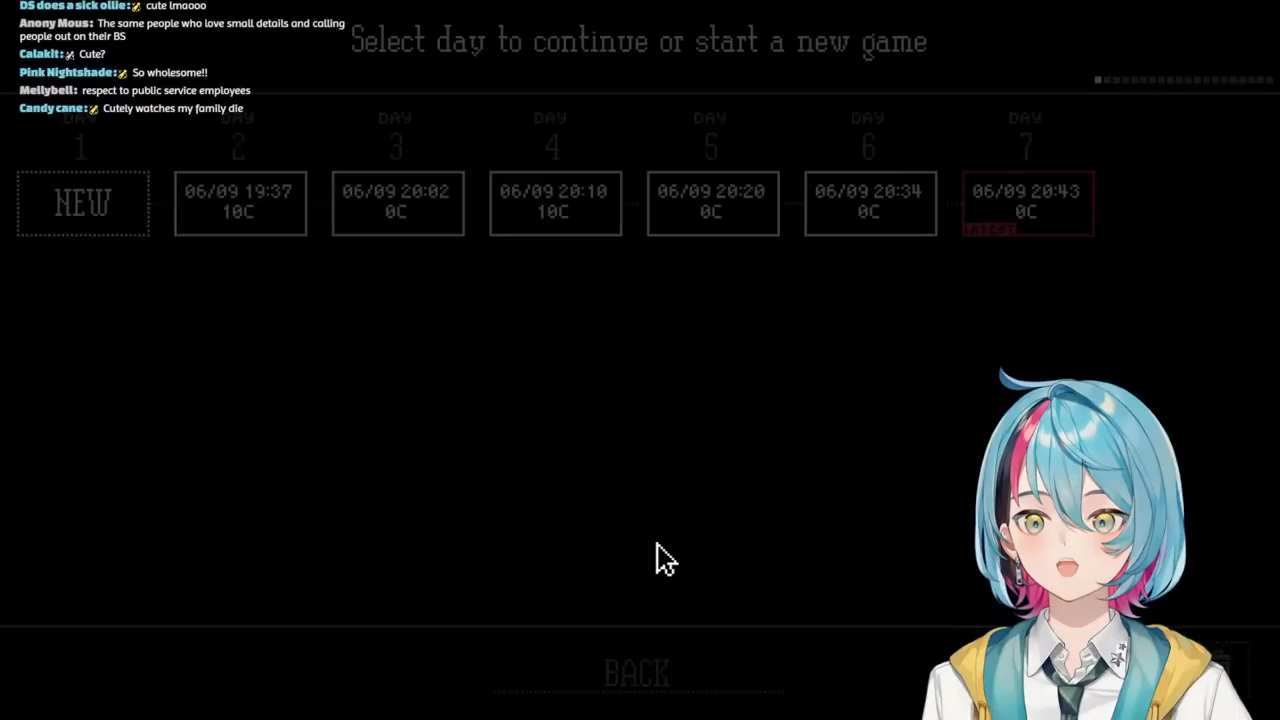 DS does a sick ollie: cute lmaooo
Anony Mous: The same people who love small details and calling
people out on their BS
Calakit: Cute?
Pink Nightshade: So wholesome!!
Mellybell: respect to public service employees
Candy cane: Cutely watches my family die
Select day to continue or start a new game
DAY DAY DAY DAY DAY DAY DAY
1 2 3 4 5 6 7
NEW
06/09 19:37
10C
06/09 20:02
0C
06/09 20:10
10C
06/09 20:20
0C
06/09 20:34
0C
06/09 20:43
0C
LATEST
BACK